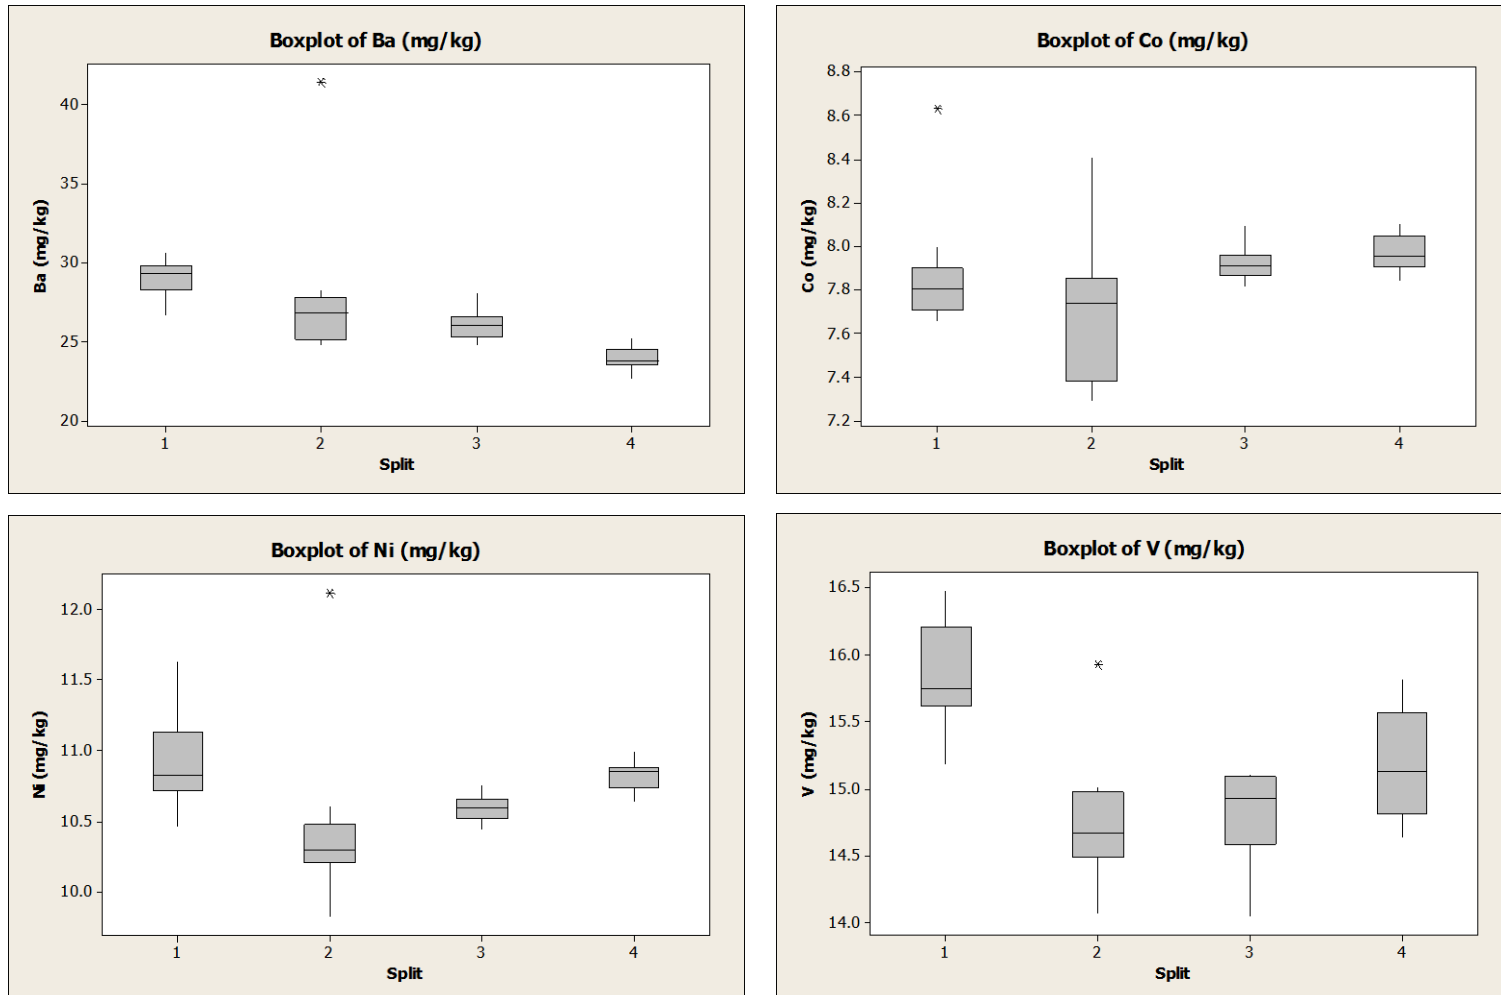 Boxplot of Ba (mg/kg)
Ba (mg/kg)
40
35
30
25
20
1 2 3 4
Split
Boxplot of Co (mg/kg)
Co (mg/kg)
8.8
8.6
8.4
8.2
8.0
7.8
7.6
7.4
7.2
1 2 3 4
Split
Boxplot of Ni (mg/kg)
Ni (mg/kg)
12.0
11.5
11.0
10.5
10.0
1 2 3 4
Split
Boxplot of V (mg/kg)
V (mg/kg)
16.5
16.0
15.5
15.0
14.5
14.0
1 2 3 4
Split